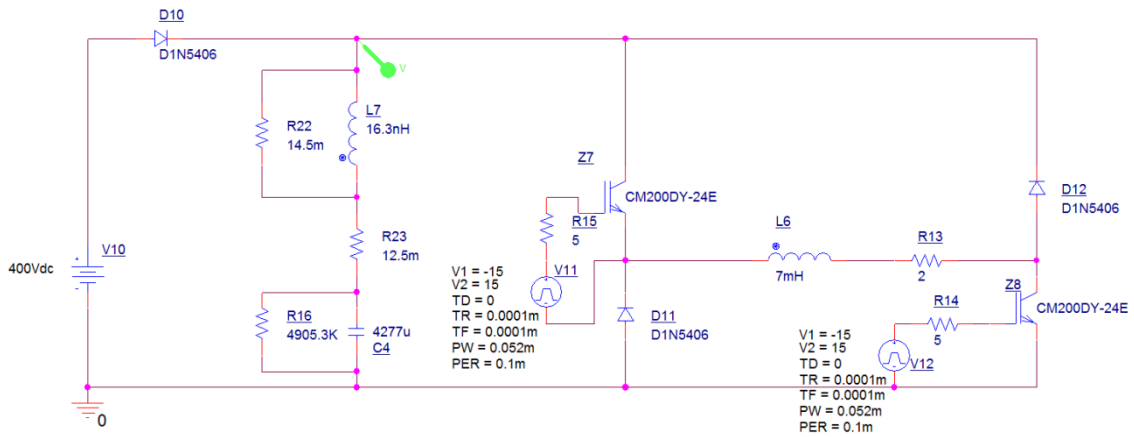 D10
D1N5406
V
L7
16.3nH
R22
14.5m
Z7
CM200DY-24E
D12
D1N5406
R15
5
L6
7mH
R13
2
R23
12.5m
V10
400Vdc
+
-
V11
V1 = -15
V2 = 15
TD = 0
TR = 0.0001m
TF = 0.0001m
PW = 0.052m
PER = 0.1m
Z8
CM200DY-24E
R14
5
D11
D1N5406
R16
4905.3K
4277u
C4
V12
V1 = -15
V2 = 15
TD = 0
TR = 0.0001m
TF = 0.0001m
PW = 0.052m
PER = 0.1m
0